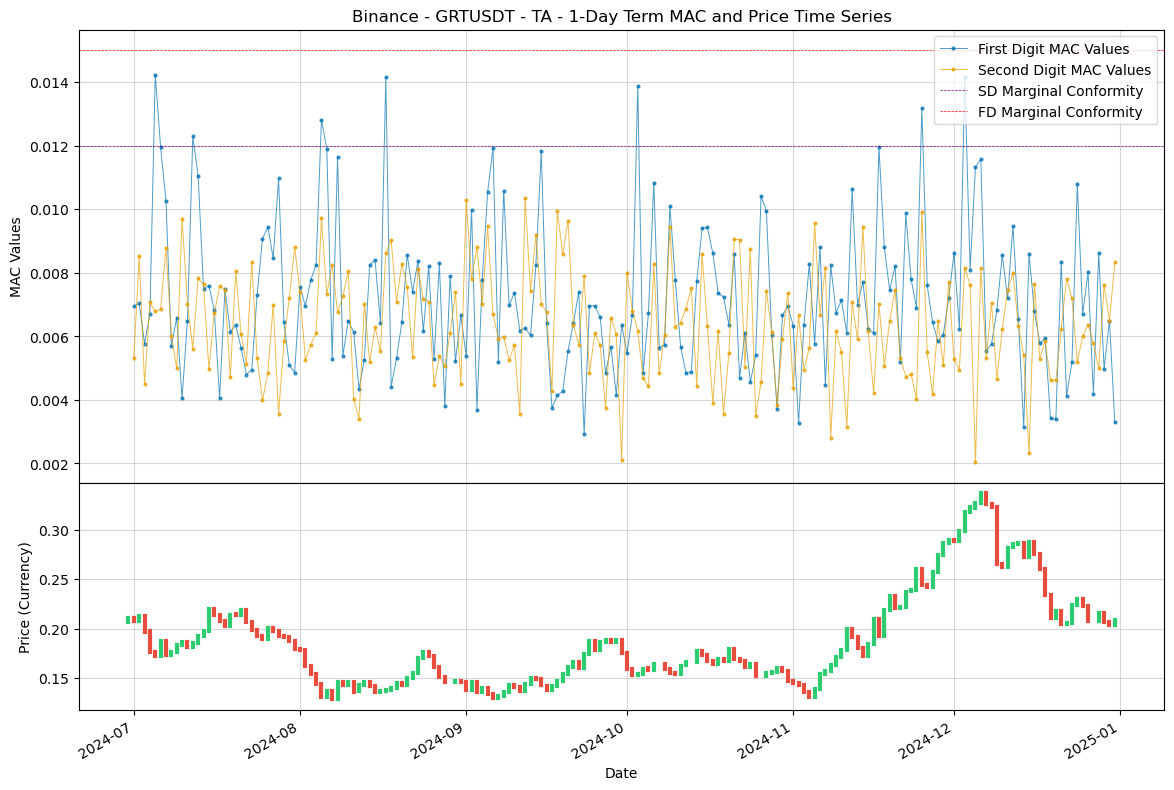 Binance - GRTUSDT - TA - 1-Day Term MAC and Price Time Series
First Digit MAC Values
Second Digit MAC Values
SD Marginal Conformity
FD Marginal Conformity
MAC Values
0.014
0.012
0.010
0.008
0.006
0.004
0.002
Price (Currency)
0.30
0.25
0.20
0.15
2024-07
2024-08
2024-09
2024-10
2024-11
2024-12
2025-01
Date